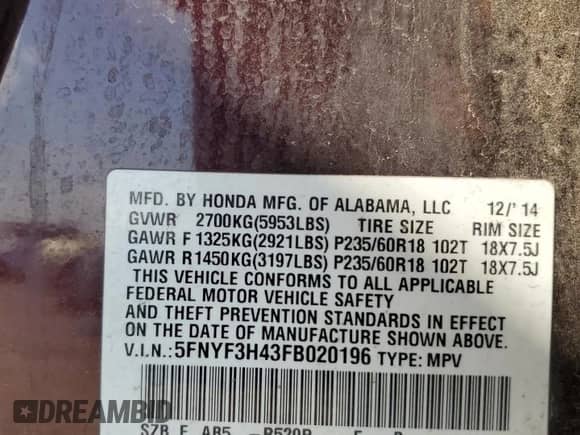 MFD. BY HONDA MFG. OF ALABAMA, LLC 12/'14
GVWR 2700KG(5953LBS) TIRE SIZE RIM SIZE
GAWR F 1325KG(2921LBS) P235/60R18 102T 18X7.5J
GAWR R1450KG(3197LBS) P235/60R18 102T 18X7.5J
THIS VEHICLE CONFORMS TO ALL APPLICABLE
FEDERAL MOTOR VEHICLE SAFETY
AND THEFT PREVENTION STANDARDS IN EFFECT
ON THE DATE OF MANUFACTURE SHOWN ABOVE.
V.I.N.:5FNYF3H43FB020196 TYPE: MPV
DREAMBID